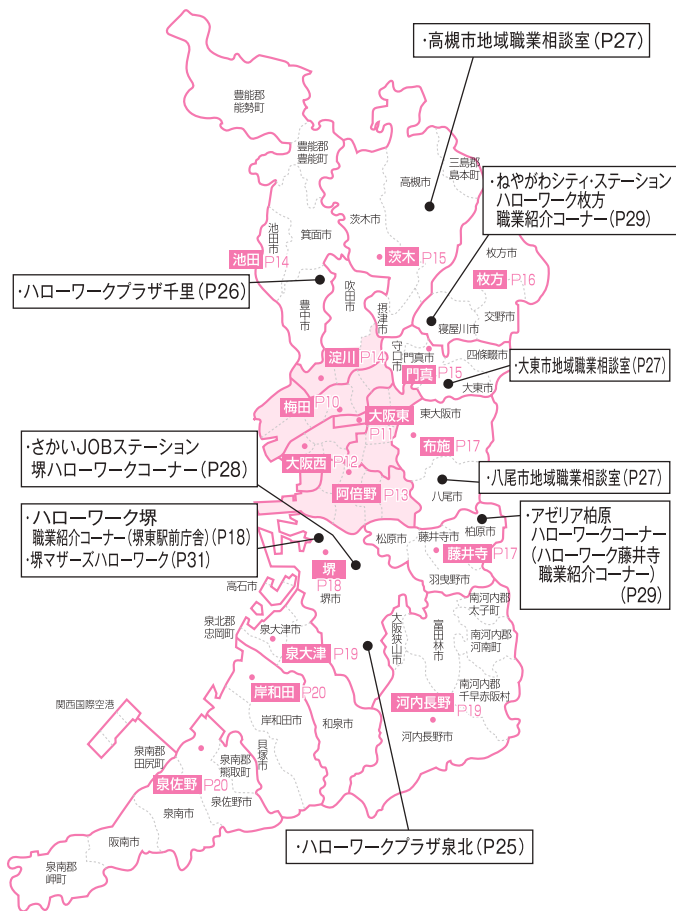 ・高槻市地域職業相談室(P27)
豊能郡
能勢町
豊能郡
豊能町
三島郡
島本町
高槻市
・ねやがわシティ・ステーション
ハローワーク枚方
職業紹介コーナー(P29)
茨木市
箕面市
池田市
池田 P14
茨木 P15
枚方市
枚方 P16
・ハローワークプラザ千里(P26)
吹田市
豊中市
摂津市
交野市
寝屋川市
守口市
門真市
四條畷市
淀川 P14
門真
P15
大東市
・大東市地域職業相談室(P27)
梅田 P10
大阪東
P11
東大阪市
布施 P17
・さかいJOBステーション
堺ハローワークコーナー(P28)
大阪西 P12
・八尾市地域職業相談室(P27)
阿倍野 P13
八尾市
・ハローワーク堺
職業紹介コーナー(堺東駅前庁舎)(P18)
・堺マザーズハローワーク(P31)
・アゼリア柏原
ハローワークコーナー
(ハローワーク藤井寺
職業紹介コーナー)
(P29)
柏原市
松原市
藤井寺市
藤井寺 P17
羽曳野市
堺
P18
堺市
高石市
泉北郡
忠岡町
泉大津市
泉大津 P19
大阪狭山市
富田林市
南河内郡
太子町
南河内郡
河南町
南河内郡
千早赤阪村
岸和田 P20
河内長野
P19
関西国際空港
岸和田市
和泉市
河内長野市
貝塚市
泉南郡
田尻町
泉南郡
熊取町
泉佐野 P20
泉佐野市
泉南市
阪南市
泉南郡
岬町
・ハローワークプラザ泉北(P25)